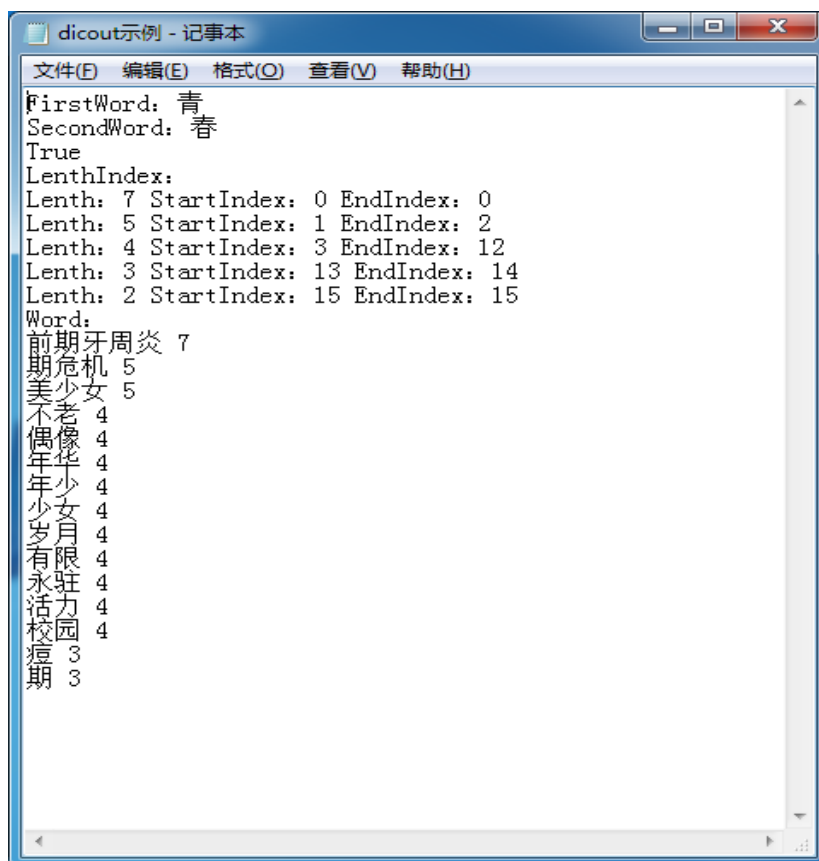 dicout示例 - 记事本
文件(F) 编辑(E) 格式(O) 查看(V) 帮助(H)
FirstWord：青
SecondWord：春
True
LenthIndex：
Lenth：7 StartIndex：0 EndIndex：0
Lenth：5 StartIndex：1 EndIndex：2
Lenth：4 StartIndex：3 EndIndex：12
Lenth：3 StartIndex：13 EndIndex：14
Lenth：2 StartIndex：15 EndIndex：15
Word：
前期牙周炎 7
期危机 5
美少女 5
不老 4
偶像 4
年华 4
年少 4
少女 4
岁月 4
有限 4
永驻 4
活力 4
校园 4
痘 3
期 3